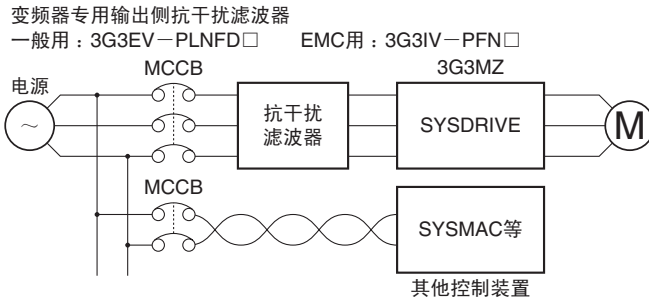 变频器专用输出侧抗干扰滤波器
一般用：3G3EV－PLNFD□ EMC用：3G3IV－PFN□
电源
MCCB
3G3MZ
～
抗干扰
滤波器
SYSDRIVE
M
MCCB
SYSMAC等
其他控制装置